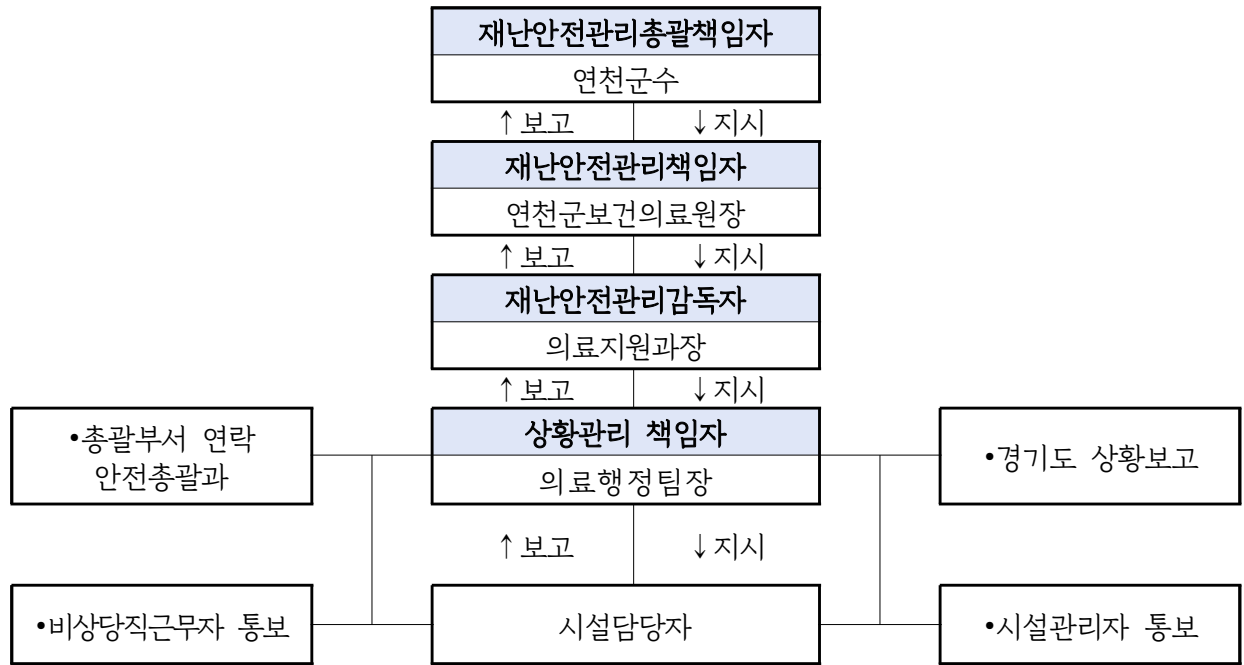 재난안전관리총괄책임자
연천군수
↑보고 ↓지시
재난안전관리책임자
연천군보건의료원장
↑보고 ↓지시
재난안전관리감독자
의료지원과장
↑보고 ↓지시
•총괄부서 연락
안전총괄과
상황관리 책임자
의료행정팀장
•경기도 상황보고
↑보고 ↓지시
•비상당직근무자 통보
시설담당자
•시설관리자 통보